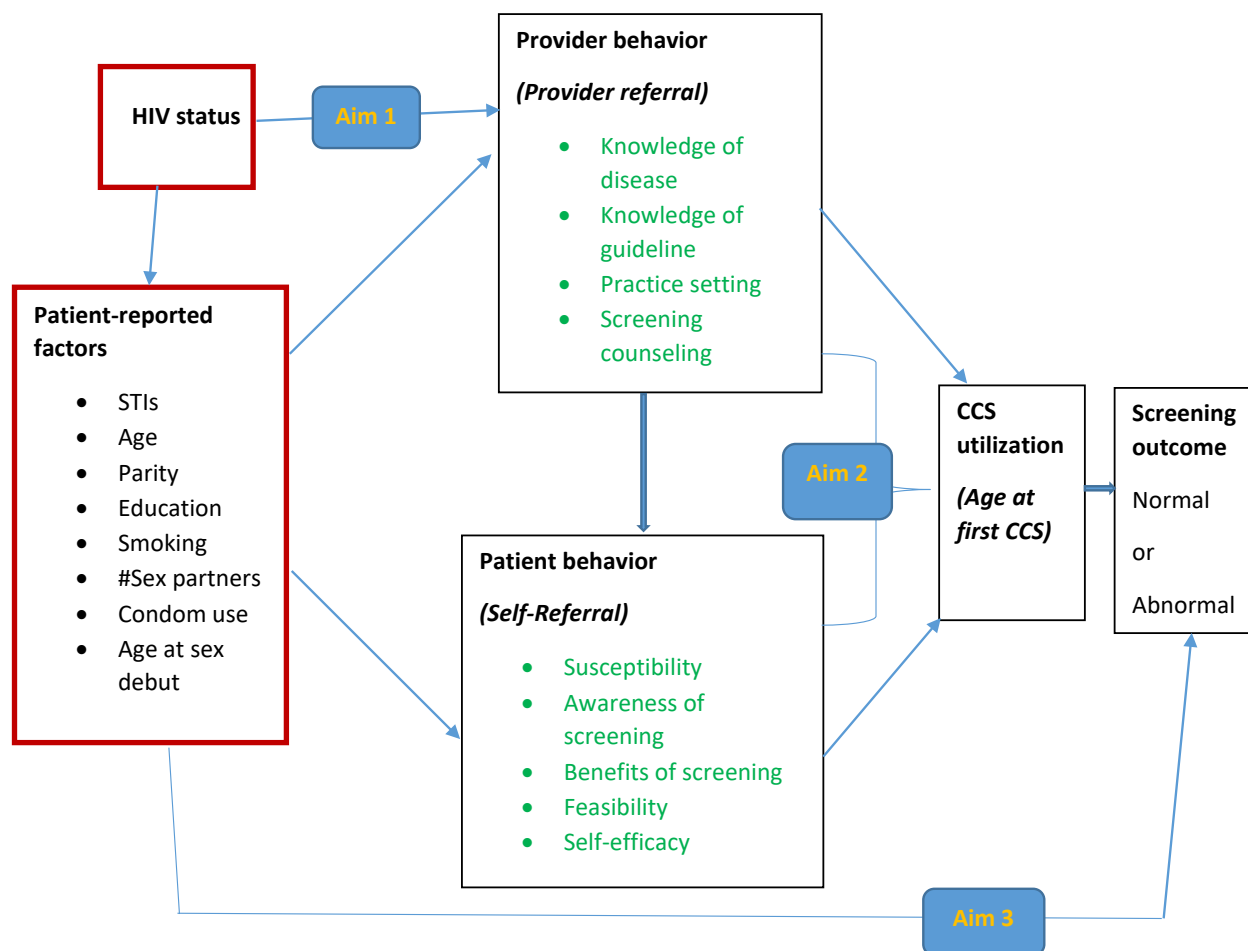 HIV status
Aim 1
Provider behavior
(Provider referral)
• Knowledge of
disease
• Knowledge of
guideline
• Practice setting
• Screening
counseling
Patient-reported
factors
• STIs
• Age
• Parity
• Education
• Smoking
• #Sex partners
• Condom use
• Age at sex
debut
Aim 2
Patient behavior
(Self-Referral)
• Susceptibility
• Awareness of
screening
• Benefits of screening
• Feasibility
• Self-efficacy
CCS
utilization
(Age at
first CCS)
Screening
outcome
Normal
or
Abnormal
Aim 3